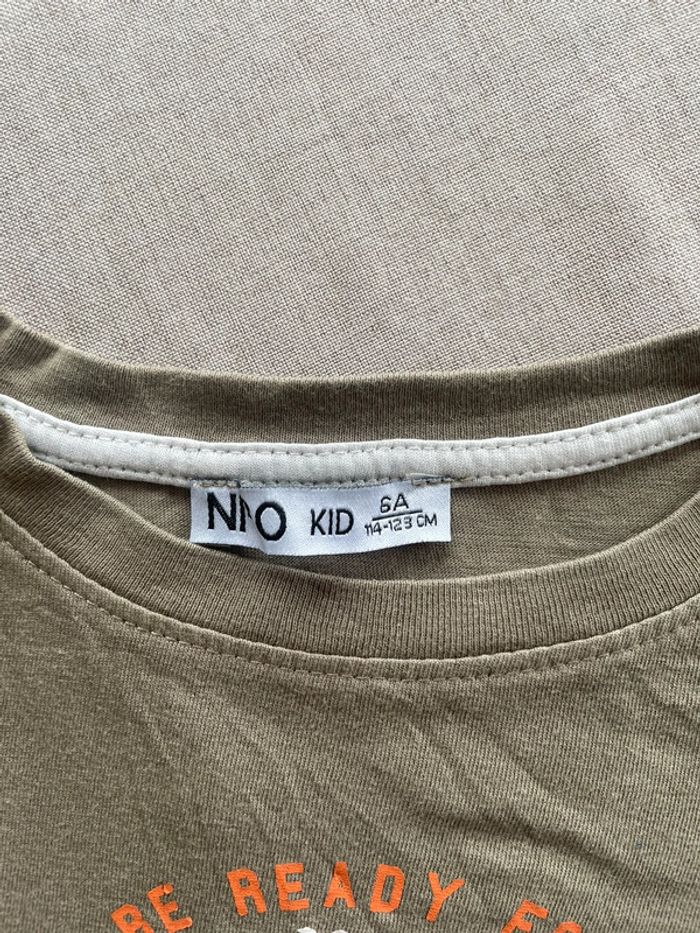 KID 6A
114-123 CM
BE READY